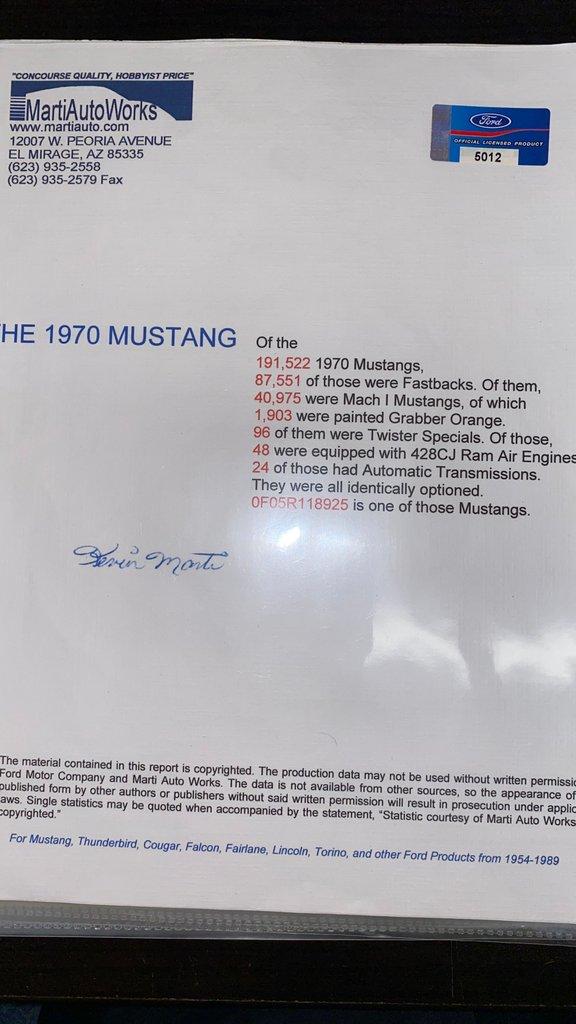 "CONCOURSE QUALITY, HOBBYIST PRICE"
MartiAutoWorks
www.martiauto.com
12007 W. PEORIA AVENUE
EL MIRAGE, AZ 85335
(623) 935-2558
(623) 935-2579 Fax
Ford
OFFICIAL LICENSED PRODUCT
5012
HE 1970 MUSTANG
Of the
191,522 1970 Mustangs,
87,551 of those were Fastbacks. Of them,
40,975 were Mach I Mustangs, of which
1,903 were painted Grabber Orange.
96 of them were Twister Specials. Of those,
48 were equipped with 428CJ Ram Air Engines
24 of those had Automatic Transmissions.
They were all identically optioned.
0F05R118925 is one of those Mustangs.
Kevin Marti
The material contained in this report is copyrighted. The production data may not be used without written permissio
Ford Motor Company and Marti Auto Works. The data is not available from other sources, so the appearance of
published form by other authors or publishers without said written permission will result in prosecution under applic
aws. Single statistics may be quoted when accompanied by the statement, "Statistic courtesy of Marti Auto Works
copyrighted."
For Mustang, Thunderbird, Cougar, Falcon, Fairlane, Lincoln, Torino, and other Ford Products from 1954-1989